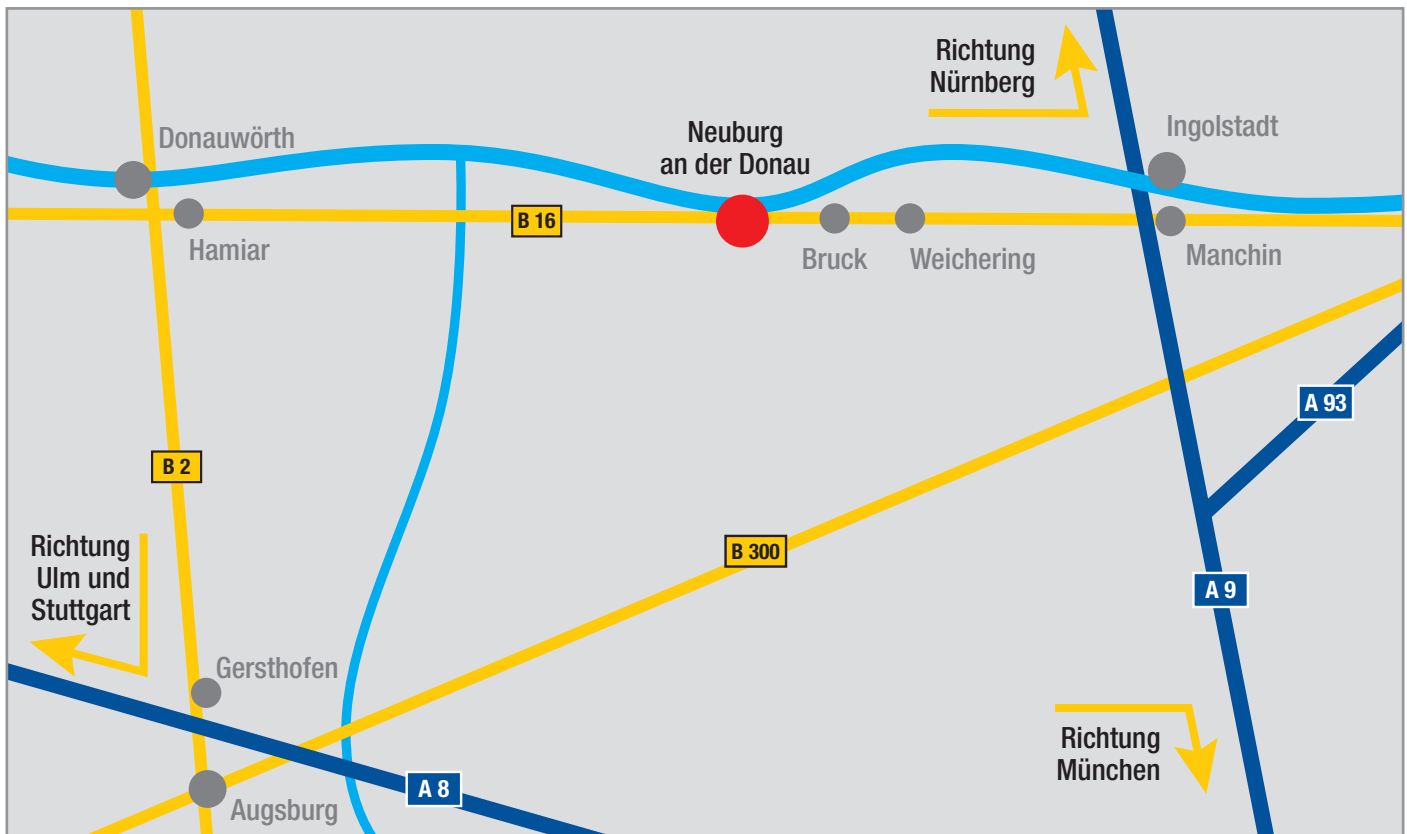 Richtung
Nürnberg
Donauwörth
Neuburg
an der Donau
Ingolstadt
B 16
Hamiar
Bruck
Weichering
Manchin
A 93
B 2
Richtung
Ulm und
Stuttgart
B 300
A 9
Gersthofen
Richtung
München
A 8
Augsburg